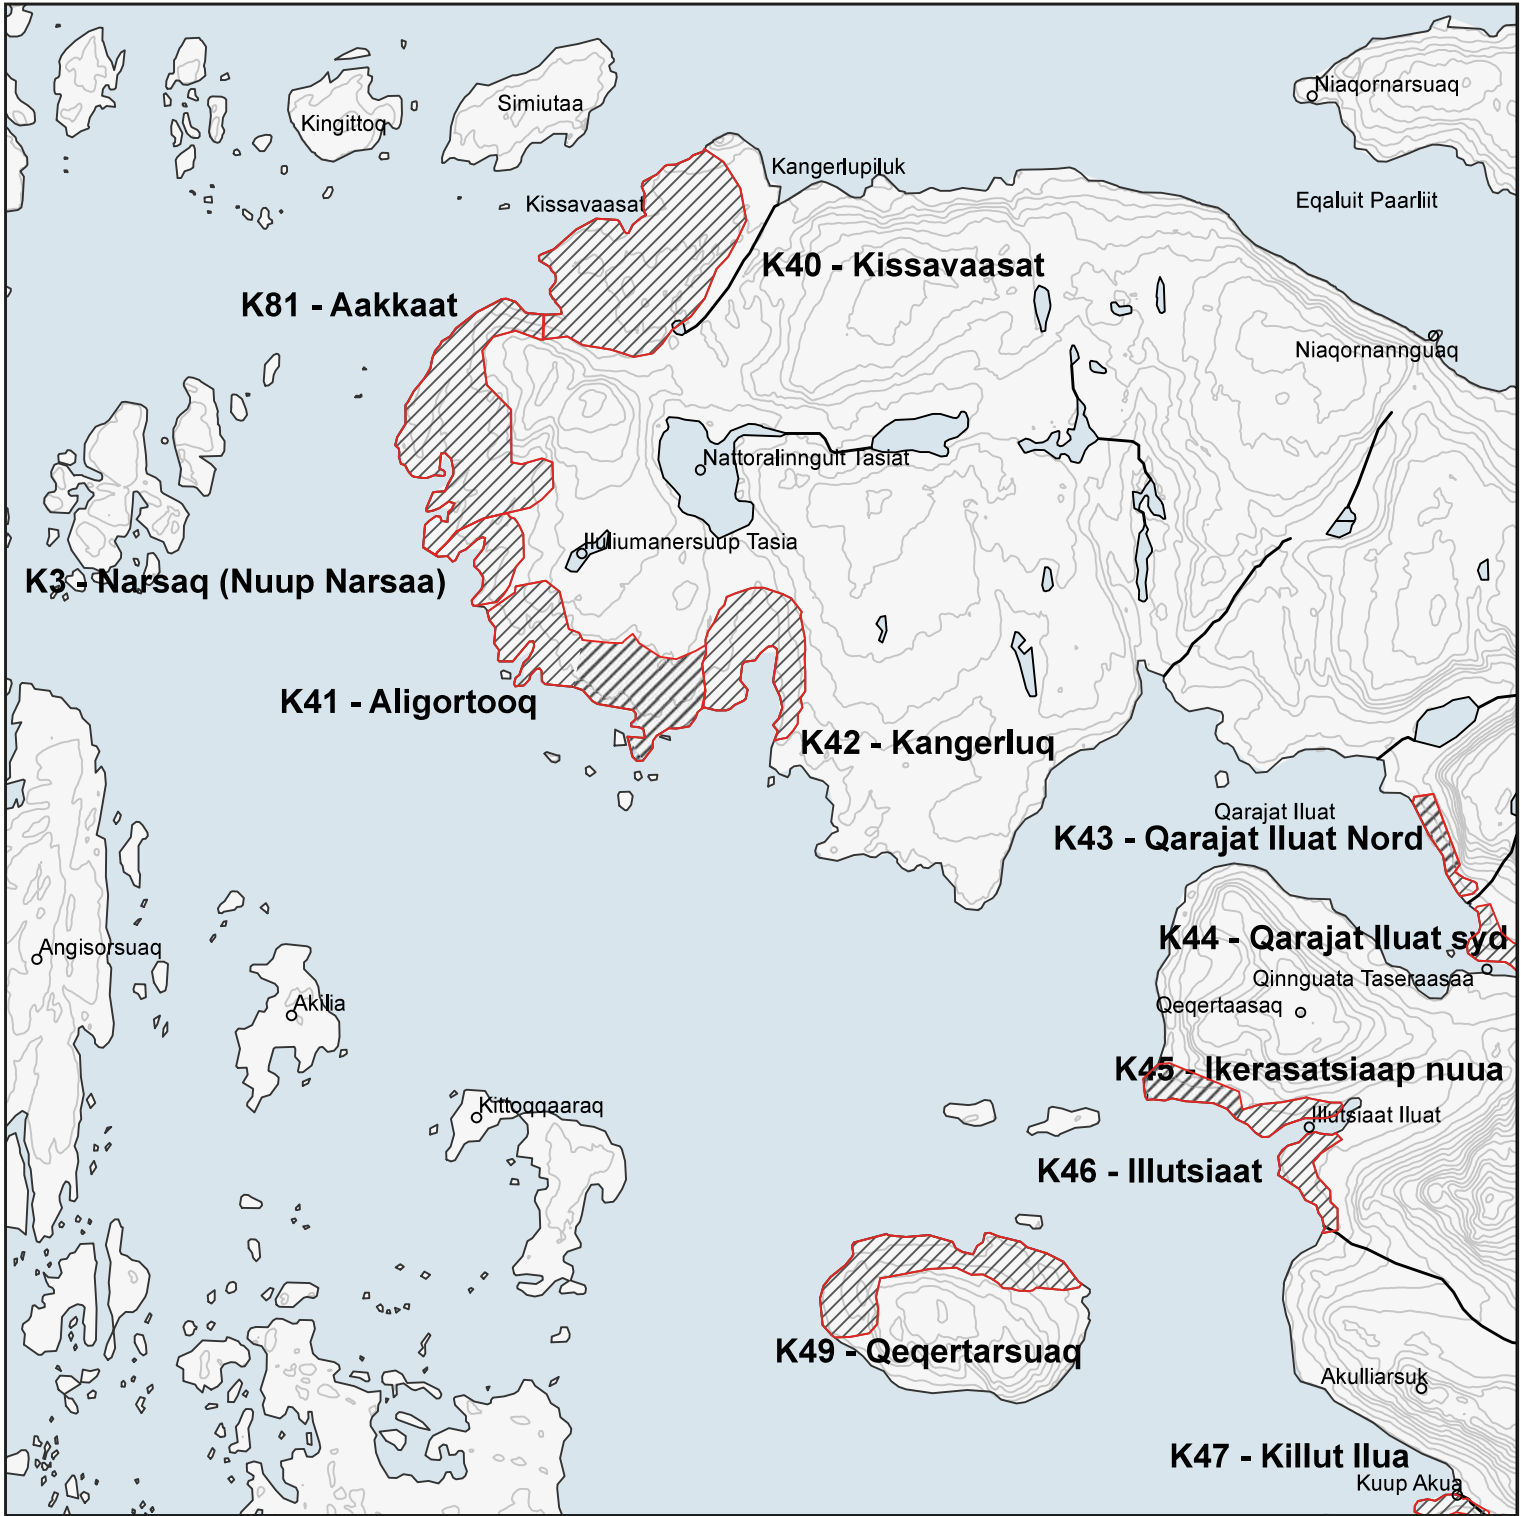 Niaqornarsuaq
Simiutaa
Kingittoq
Kangerlupiluk
Kissavaasat
Eqaluit Paarliit
K40 - Kissavaasat
K81 - Aakkaat
Niaqornannguaq
Nattoralinnguit Tasiat
Iluliumanersuup Tasia
K3 - Narsaq (Nuup Narsaa)
K41 - Aligortooq
K42 - Kangerluq
Qarajat Iluat
K43 - Qarajat Iluat Nord
K44 - Qarajat Iluat syd
Angisorsuaq
Qinnguata Taseraasaa
Akilia
Qeqertaasaq
K45 - Ikerasatsiaap nuua
Kittoqqaaraq
Illutsiaat Iluat
K46 - Illutsiaat
K49 - Qeqertarsuaq
Akulliarsuk
K47 - Killut Ilua
Kuup Akua